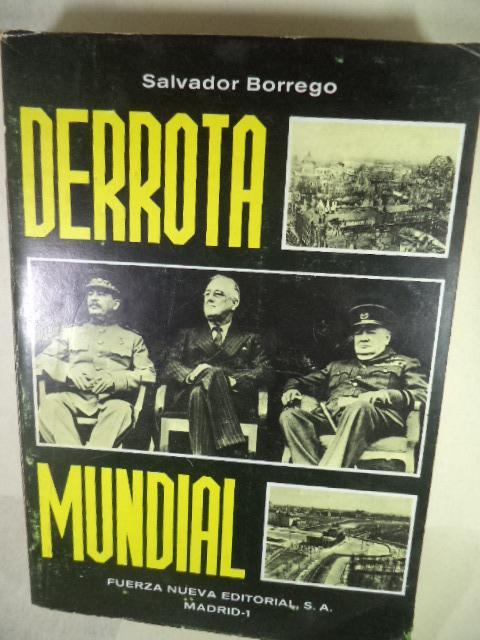 Salvador Borrego
DERROTA
MUNDIAL
FUERZA NUEVA EDITORIAL, S. A.
MADRID-1